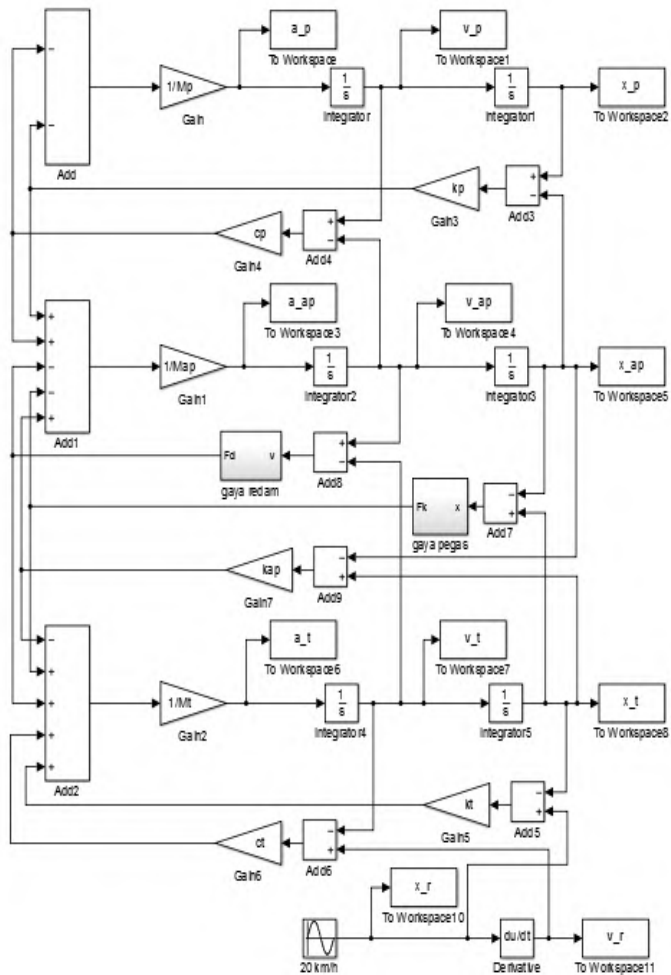 a_p
v_p
To Workspace
To Workspace1
−
1/Mp
1
s
1
s
x_p
Gain
Integrator
Integrator1
To Workspace2
−
Add
kp
+
−
Gain3
Add3
cp
+
−
Gain4
Add4
a_ap
v_ap
To Workspace3
To Workspace4
+
+
−
−
+
1/Map
1
s
1
s
x_ap
Gain1
Integrator2
Integrator3
To Workspace5
Add1
Fd v
+
−
gaya redam
Add8
Fk x
−
+
gaya pegas
Add7
kap
−
+
Gain7
Add9
a_t
v_t
To Workspace6
To Workspace7
−
+
+
+
+
1/Mt
1
s
1
s
x_t
Gain2
Integrator4
Integrator5
To Workspace8
Add2
kt
−
+
Gain5
Add5
ct
−
+
Gain6
Add6
x_r
To Workspace10
du/dt
v_r
20 km/h
Derivative
To Workspace11